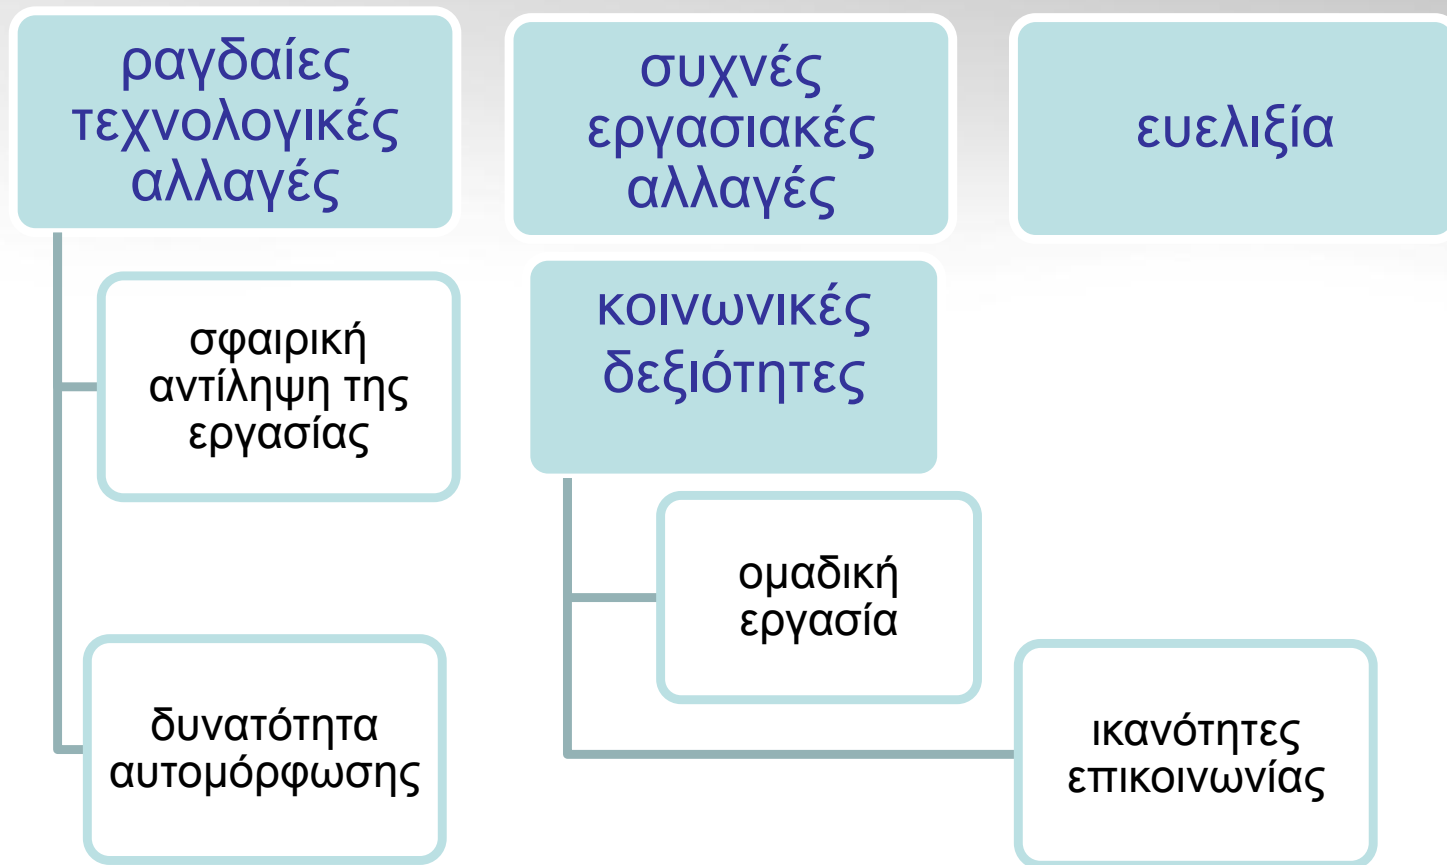 ραγδαίες
τεχνολογικές
αλλαγές
συχνές
εργασιακές
αλλαγές
ευελιξία
κοινωνικές
δεξιότητες
σφαιρική
αντίληψη της
εργασίας
ομαδική
εργασία
δυνατότητα
αυτομόρφωσης
ικανότητες
επικοινωνίας